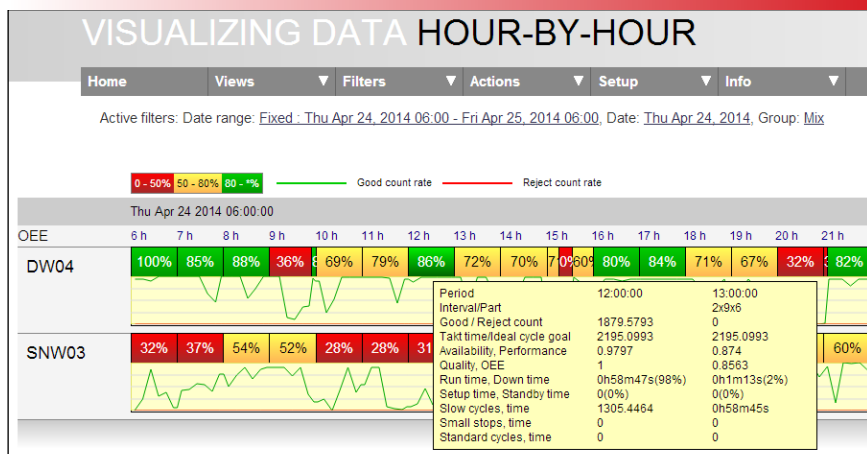 VISUALIZING DATA HOUR-BY-HOUR
Home Views Filters Actions Setup Info
Active filters: Date range: Fixed : Thu Apr 24, 2014 06:00 - Fri Apr 25, 2014 06:00, Date: Thu Apr 24, 2014, Group: Mix
0 - 50% 50 - 80% 80 - *% Good count rate Reject count rate
Thu Apr 24 2014 06:00:00
OEE 6 h 7 h 8 h 9 h 10 h 11 h 12 h 13 h 14 h 15 h 16 h 17 h 18 h 19 h 20 h 21 h
DW04 100% 85% 88% 36% 69% 79% 86% 72% 70% 0% 60% 80% 84% 71% 67% 32% 82%
Period 12:00:00 13:00:00
Interval/Part 2x9x6
Good / Reject count 1879.5793 0
Takt time/Ideal cycle goal 2195.0993 2195.0993
SNW03 32% 37% 54% 52% 28% 28% 31 60%
Availability, Performance 0.9797 0.874
Quality, OEE 1 0.8563
Run time, Down time 0h58m47s(98%) 0h1m13s(2%)
Setup time, Standby time 0(0%) 0(0%)
Slow cycles, time 1305.4464 0h58m45s
Small stops, time 0 0
Standard cycles, time 0 0